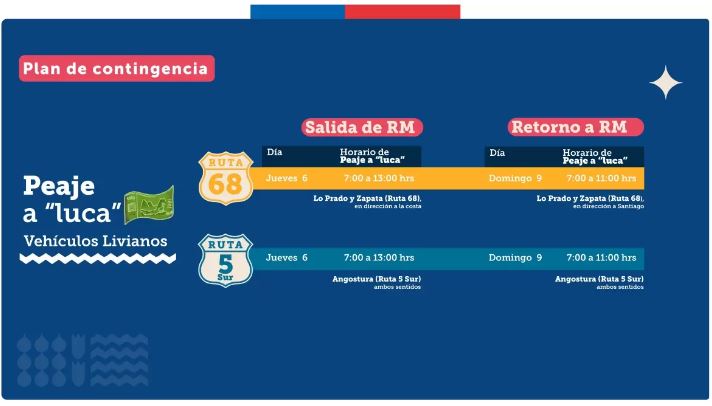 Plan de contingencia
Salida de RM
Retorno a RM
Día
Horario de
Peaje a "luca"
Día
Horario de
Peaje a "luca"
Peaje
a "luca"
Vehículos Livianos
RUTA
68
Jueves 6
7:00 a 13:00 hrs
Domingo 9
7:00 a 11:00 hrs
Lo Prado y Zapata (Ruta 68),
en dirección a la costa
Lo Prado y Zapata (Ruta 68),
en dirección a Santiago
RUTA
5
Sur
Jueves 6
7:00 a 13:00 hrs
Domingo 9
7:00 a 11:00 hrs
Angostura (Ruta 5 Sur)
ambos sentidos
Angostura (Ruta 5 Sur)
ambos sentidos